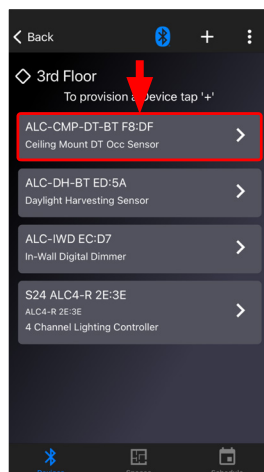 Back
3rd Floor
To provision a Device tap '+'
ALC-CMP-DT-BT F8:DF
Ceiling Mount DT Occ Sensor
ALC-DH-BT ED:5A
Daylight Harvesting Sensor
ALC-IWD EC:D7
In-Wall Digital Dimmer
S24 ALC4-R 2E:3E
ALC4-R 2E:3E
4 Channel Lighting Controller